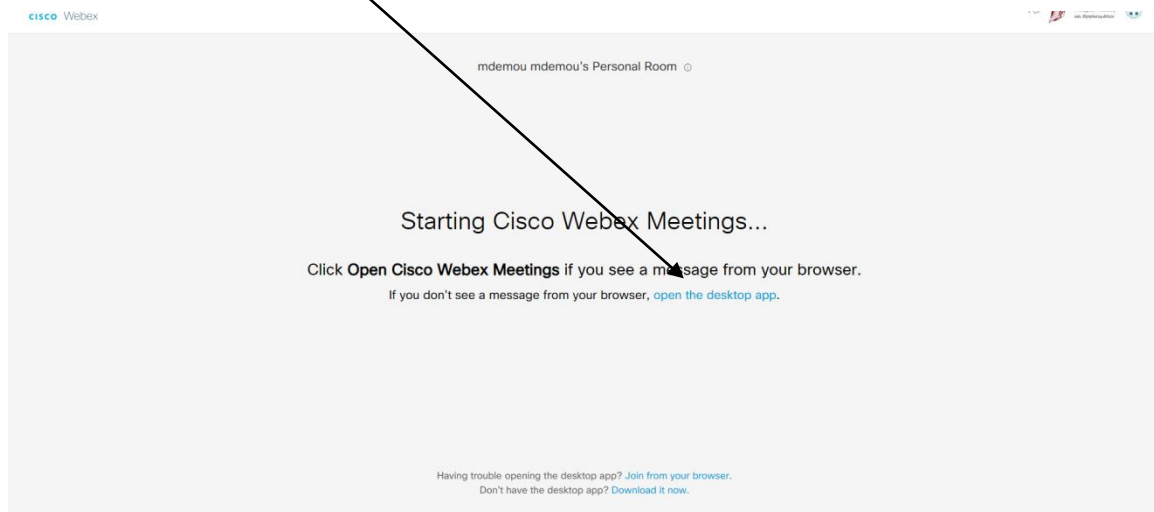 CISCO Webex
mdemou mdemou's Personal Room
Starting Cisco Webex Meetings...
Click Open Cisco Webex Meetings if you see a message from your browser.
If you don't see a message from your browser, open the desktop app.
Having trouble opening the desktop app? Join from your browser.
Don't have the desktop app? Download it now.